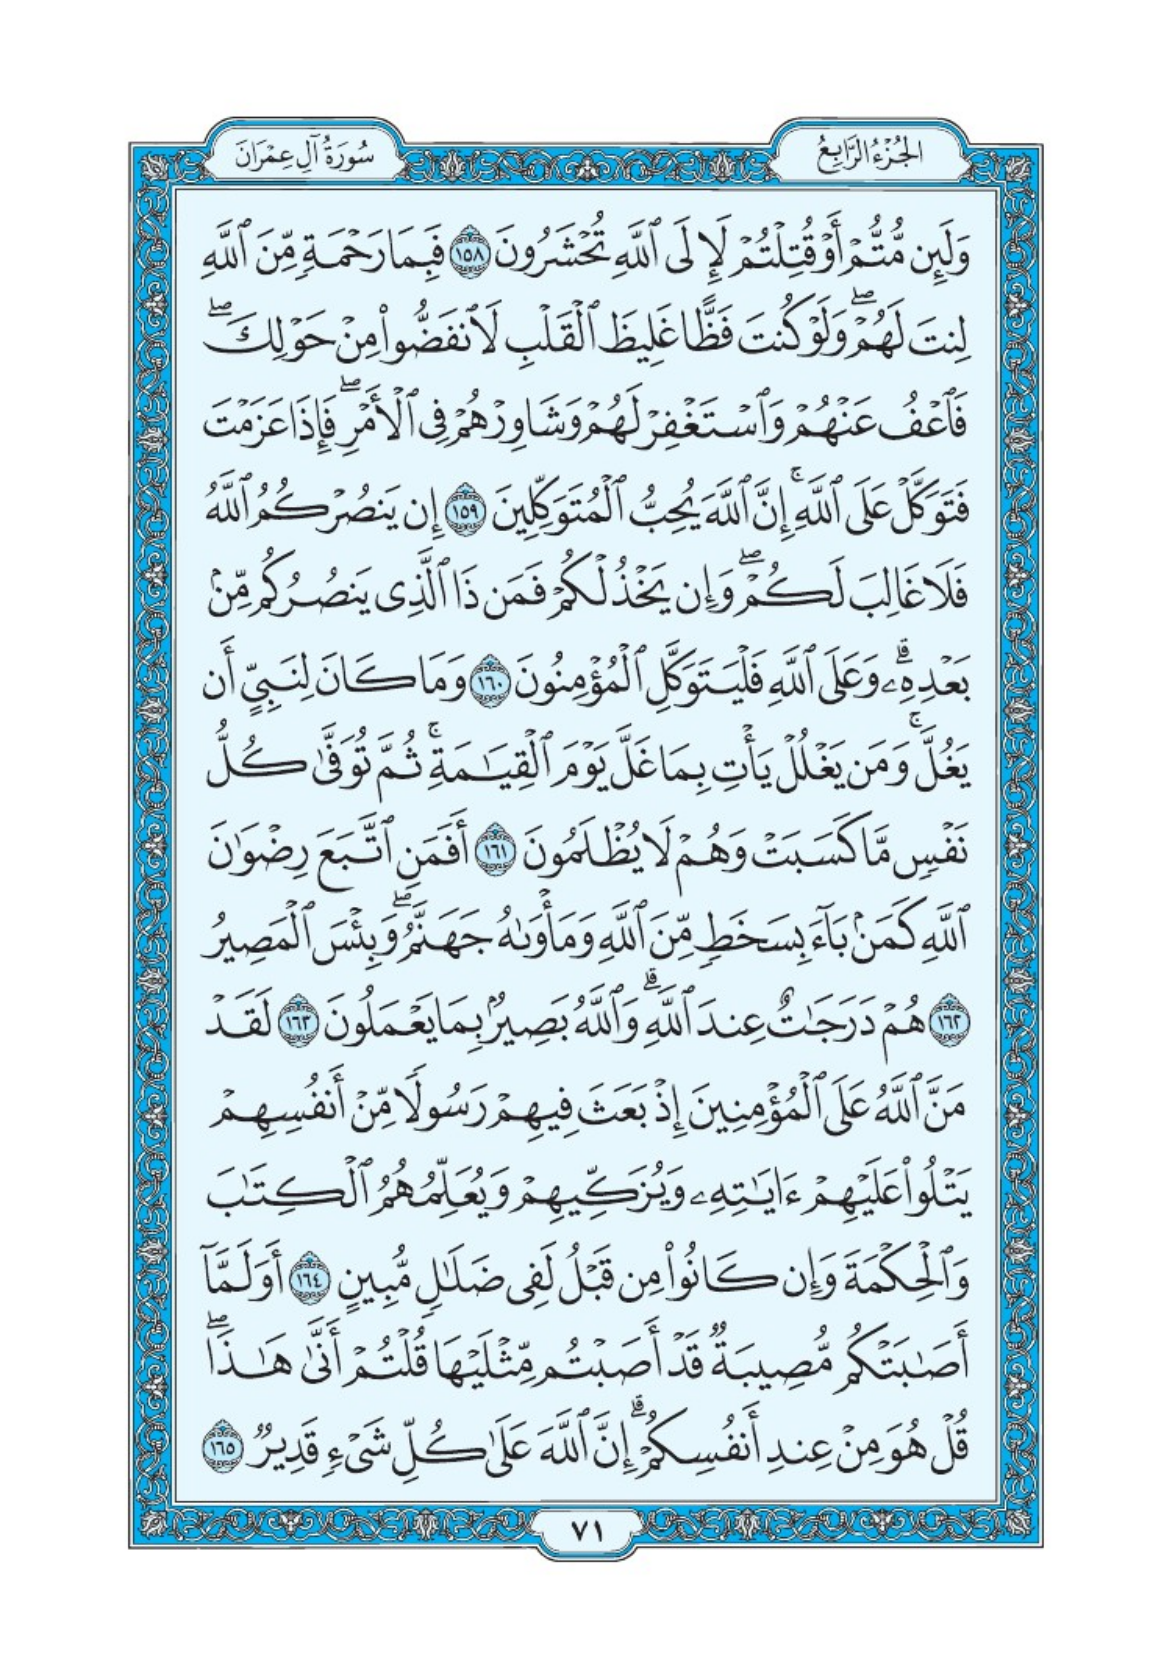 الجُزْءُ الرَّابِعُ
سُورَةُ آلِ عِمْرَانَ
وَلَئِن مُّتُّمْ أَوْ قُتِلْتُمْ لَإِلَى ٱللَّهِ تُحْشَرُونَ ١٥٨ فَبِمَا رَحْمَةٍ مِّنَ ٱللَّهِ
لِنتَ لَهُمْ ۖ وَلَوْ كُنتَ فَظًّا غَلِيظَ ٱلْقَلْبِ لَٱنفَضُّوا۟ مِنْ حَوْلِكَ ۖ
فَٱعْفُ عَنْهُمْ وَٱسْتَغْفِرْ لَهُمْ وَشَاوِرْهُمْ فِى ٱلْأَمْرِ ۖ فَإِذَا عَزَمْتَ
فَتَوَكَّلْ عَلَى ٱللَّهِ ۚ إِنَّ ٱللَّهَ يُحِبُّ ٱلْمُتَوَكِّلِينَ ١٥٩ إِن يَنصُرْكُمُ ٱللَّهُ
فَلَا غَالِبَ لَكُمْ ۖ وَإِن يَخْذُلْكُمْ فَمَن ذَا ٱلَّذِى يَنصُرُكُم مِّنۢ
بَعْدِهِۦ ۗ وَعَلَى ٱللَّهِ فَلْيَتَوَكَّلِ ٱلْمُؤْمِنُونَ ١٦٠ وَمَا كَانَ لِنَبِىٍّ أَن
يَغُلَّ ۚ وَمَن يَغْلُلْ يَأْتِ بِمَا غَلَّ يَوْمَ ٱلْقِيَـٰمَةِ ۚ ثُمَّ تُوَفَّىٰ كُلُّ
نَفْسٍ مَّا كَسَبَتْ وَهُمْ لَا يُظْلَمُونَ ١٦١ أَفَمَنِ ٱتَّبَعَ رِضْوَٰنَ
ٱللَّهِ كَمَنۢ بَآءَ بِسَخَطٍ مِّنَ ٱللَّهِ وَمَأْوَىٰهُ جَهَنَّمُ ۖ وَبِئْسَ ٱلْمَصِيرُ
١٦٢ هُمْ دَرَجَـٰتٌ عِندَ ٱللَّهِ ۗ وَٱللَّهُ بَصِيرٌۢ بِمَا يَعْمَلُونَ ١٦٣ لَقَدْ
مَنَّ ٱللَّهُ عَلَى ٱلْمُؤْمِنِينَ إِذْ بَعَثَ فِيهِمْ رَسُولًا مِّنْ أَنفُسِهِمْ
يَتْلُوا۟ عَلَيْهِمْ ءَايَـٰتِهِۦ وَيُزَكِّيهِمْ وَيُعَلِّمُهُمُ ٱلْكِتَـٰبَ
وَٱلْحِكْمَةَ وَإِن كَانُوا۟ مِن قَبْلُ لَفِى ضَلَـٰلٍ مُّبِينٍ ١٦٤ أَوَلَمَّآ
أَصَـٰبَتْكُم مُّصِيبَةٌ قَدْ أَصَبْتُم مِّثْلَيْهَا قُلْتُمْ أَنَّىٰ هَـٰذَا ۖ
قُلْ هُوَ مِنْ عِندِ أَنفُسِكُمْ ۗ إِنَّ ٱللَّهَ عَلَىٰ كُلِّ شَىْءٍ قَدِيرٌ ١٦٥
٧١